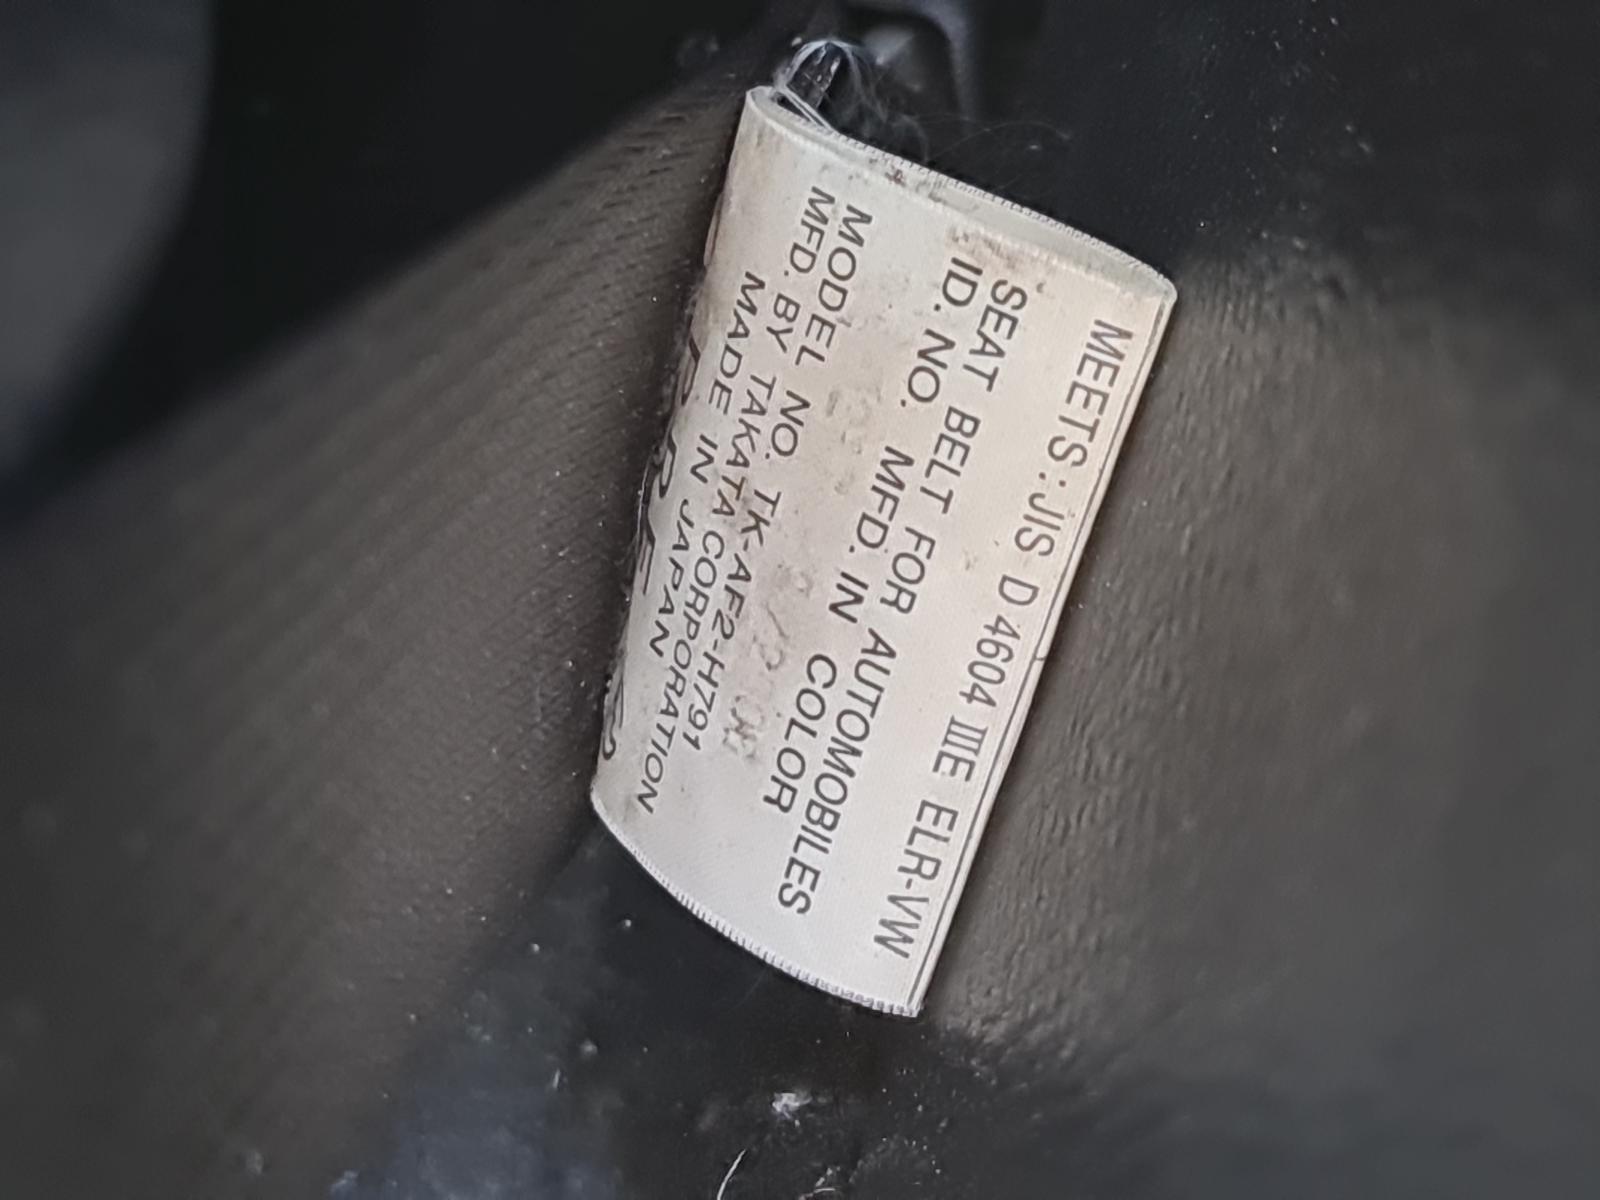 MEETS : JIS D 4604 ⅢE ELR-VW
SEAT BELT FOR AUTOMOBILES
ID. NO. MFD. IN COLOR
MODEL NO. TK-AF2-H791
MFD. BY TAKATA CORPORATION
MADE IN JAPAN